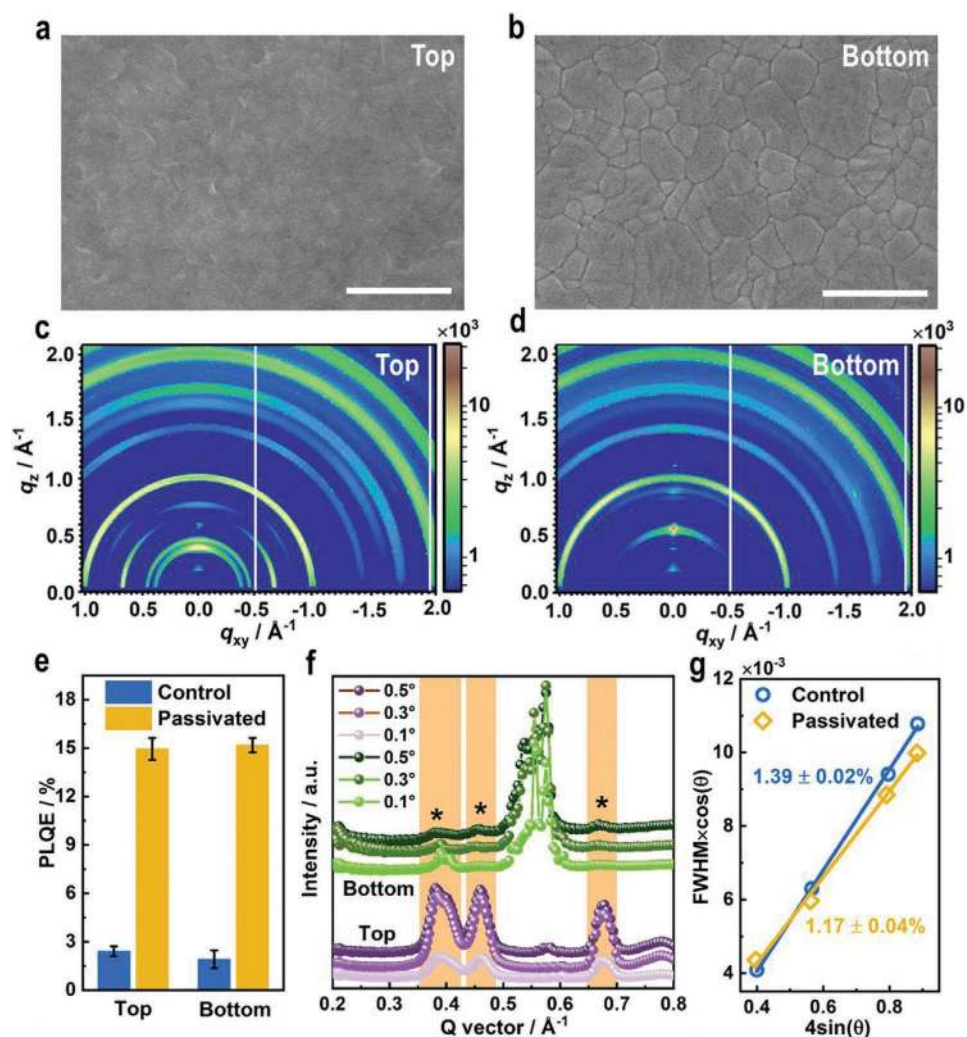 a
Top
b
Bottom
c
×10³
Top
2.0
1.5
1.0
0.5
0.0
q_z / Å⁻¹
10
1
1.0 0.5 0.0 -0.5 -1.0 2.0
q_xy / Å⁻¹
d
×10³
Bottom
2.0
1.5
1.0
0.5
0.0
q_z / Å⁻¹
10
1
1.0 0.5 0.0 -0.5 -1.0 2.0
q_xy / Å⁻¹
e
Control
Passivated
18
15
12
9
6
3
0
PLQE / %
Top Bottom
f
0.5°
0.3°
0.1°
0.5°
0.3°
0.1°
* * *
Bottom
Top
Intensity / a.u.
0.2 0.3 0.4 0.5 0.6 0.7 0.8
Q vector / Å⁻¹
g
×10⁻³
12
10
8
6
4
Control
Passivated
1.39 ± 0.02%
1.17 ± 0.04%
FWHM×cos(θ)
0.4 0.6 0.8
4sin(θ)